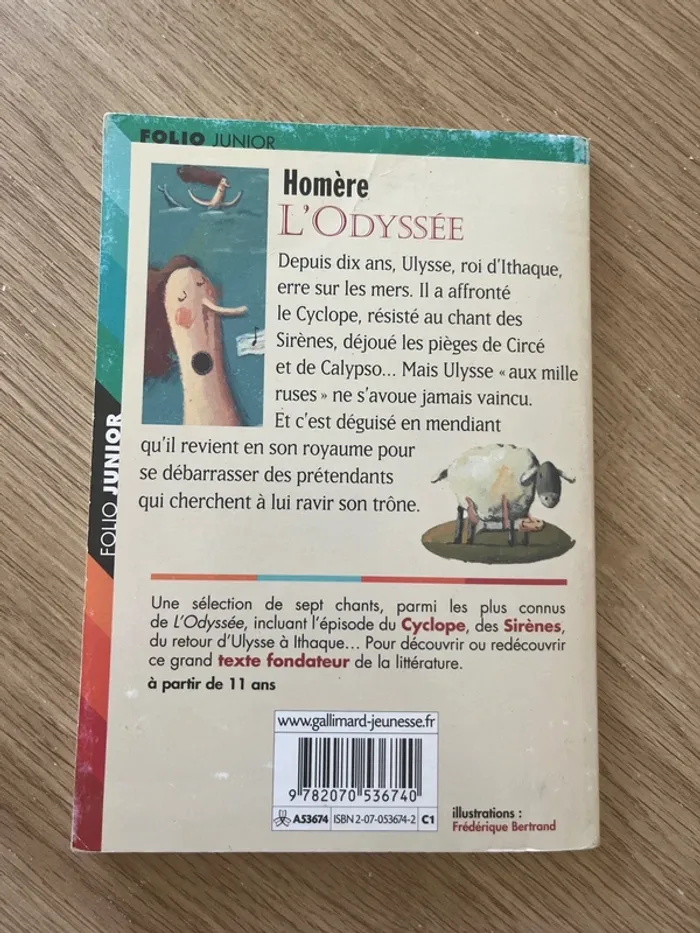 FOLIO JUNIOR
Homère
L'ODYSSÉE
Depuis dix ans, Ulysse, roi d'Ithaque,
erre sur les mers. Il a affronté
le Cyclope, résisté au chant des
Sirènes, déjoué les pièges de Circé
et de Calypso... Mais Ulysse « aux mille
ruses » ne s'avoue jamais vaincu.
Et c'est déguisé en mendiant
qu'il revient en son royaume pour
se débarrasser des prétendants
qui cherchent à lui ravir son trône.
FOLIO JUNIOR
Une sélection de sept chants, parmi les plus connus
de L'Odyssée, incluant l'épisode du Cyclope, des Sirènes,
du retour d'Ulysse à Ithaque... Pour découvrir ou redécouvrir
ce grand texte fondateur de la littérature.
à partir de 11 ans
www.gallimard-jeunesse.fr
9 782070 536740
A53674 ISBN 2-07-053674-2 C1
illustrations :
Frédérique Bertrand